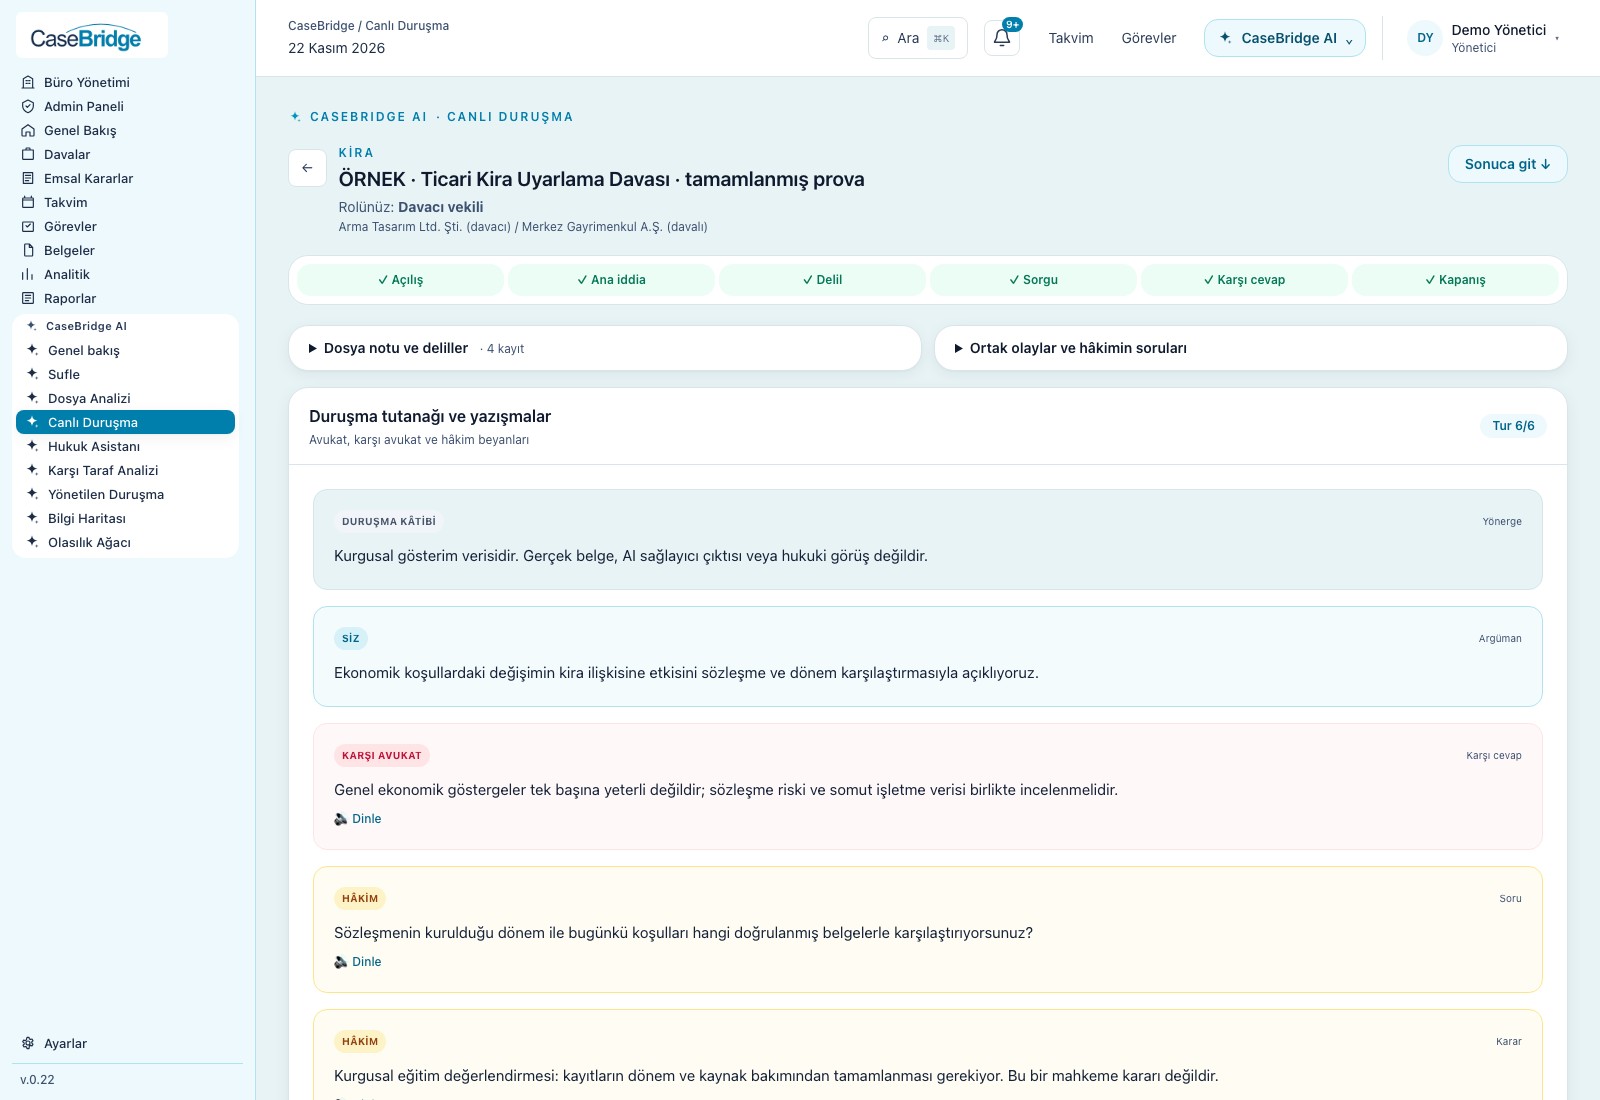 CaseBridge
Büro Yönetimi
Admin Paneli
Genel Bakış
Davalar
Emsal Kararlar
Takvim
Görevler
Belgeler
Analitik
Raporlar
CaseBridge AI
Genel bakış
Sufle
Dosya Analizi
Canlı Duruşma
Hukuk Asistanı
Karşı Taraf Analizi
Yönetilen Duruşma
Bilgi Haritası
Olasılık Ağacı
Ayarlar
v.0.22
CaseBridge / Canlı Duruşma
22 Kasım 2026
Ara ⌘K
9+
Takvim
Görevler
CaseBridge AI
DY
Demo Yönetici
Yönetici
CASEBRIDGE AI · CANLI DURUŞMA
←
KİRA
ÖRNEK · Ticari Kira Uyarlama Davası · tamamlanmış prova
Rolünüz: Davacı vekili
Arma Tasarım Ltd. Şti. (davacı) / Merkez Gayrimenkul A.Ş. (davalı)
Sonuca git ↓
✓ Açılış
✓ Ana iddia
✓ Delil
✓ Sorgu
✓ Karşı cevap
✓ Kapanış
▶ Dosya notu ve deliller · 4 kayıt
▶ Ortak olaylar ve hâkimin soruları
Duruşma tutanağı ve yazışmalar
Avukat, karşı avukat ve hâkim beyanları
Tur 6/6
DURUŞMA KÂTİBİ
Yönerge
Kurgusal gösterim verisidir. Gerçek belge, AI sağlayıcı çıktısı veya hukuki görüş değildir.
SİZ
Argüman
Ekonomik koşullardaki değişimin kira ilişkisine etkisini sözleşme ve dönem karşılaştırmasıyla açıklıyoruz.
KARŞI AVUKAT
Karşı cevap
Genel ekonomik göstergeler tek başına yeterli değildir; sözleşme riski ve somut işletme verisi birlikte incelenmelidir.
🔈 Dinle
HÂKİM
Soru
Sözleşmenin kurulduğu dönem ile bugünkü koşulları hangi doğrulanmış belgelerle karşılaştırıyorsunuz?
🔈 Dinle
HÂKİM
Karar
Kurgusal eğitim değerlendirmesi: kayıtların dönem ve kaynak bakımından tamamlanması gerekiyor. Bu bir mahkeme kararı değildir.